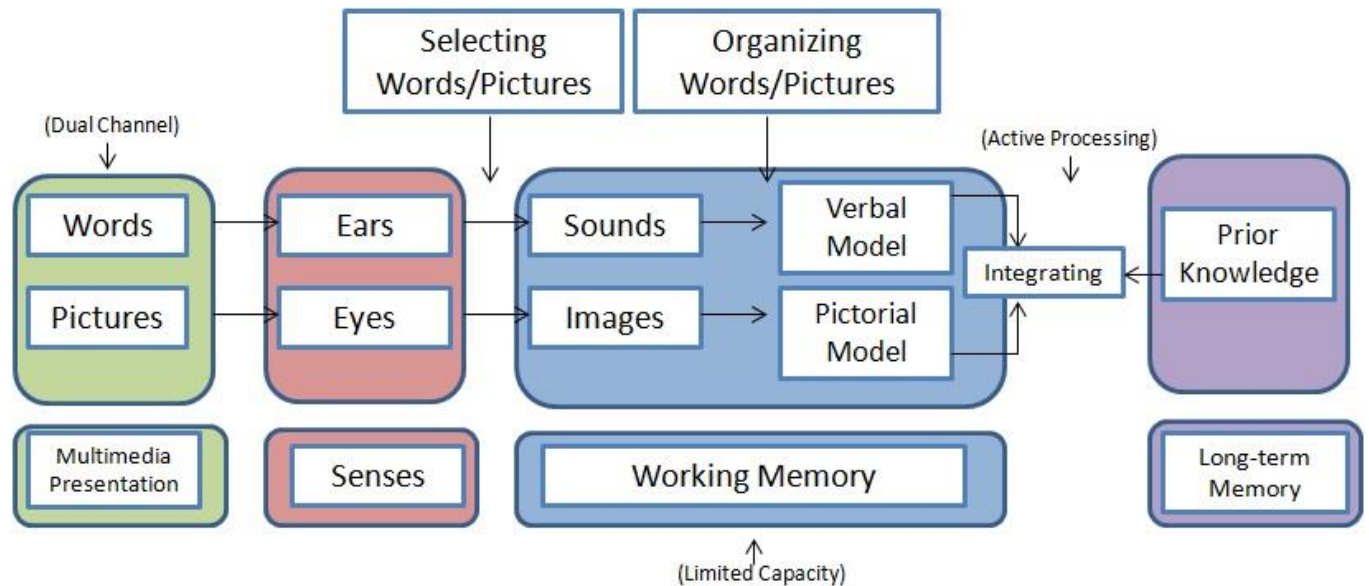 Selecting
Words/Pictures
Organizing
Words/Pictures
(Dual Channel)
(Active Processing)
Words
Ears
Sounds
Verbal
Model
Integrating
Prior
Knowledge
Pictures
Eyes
Images
Pictorial
Model
Multimedia
Presentation
Senses
Working Memory
Long-term
Memory
(Limited Capacity)